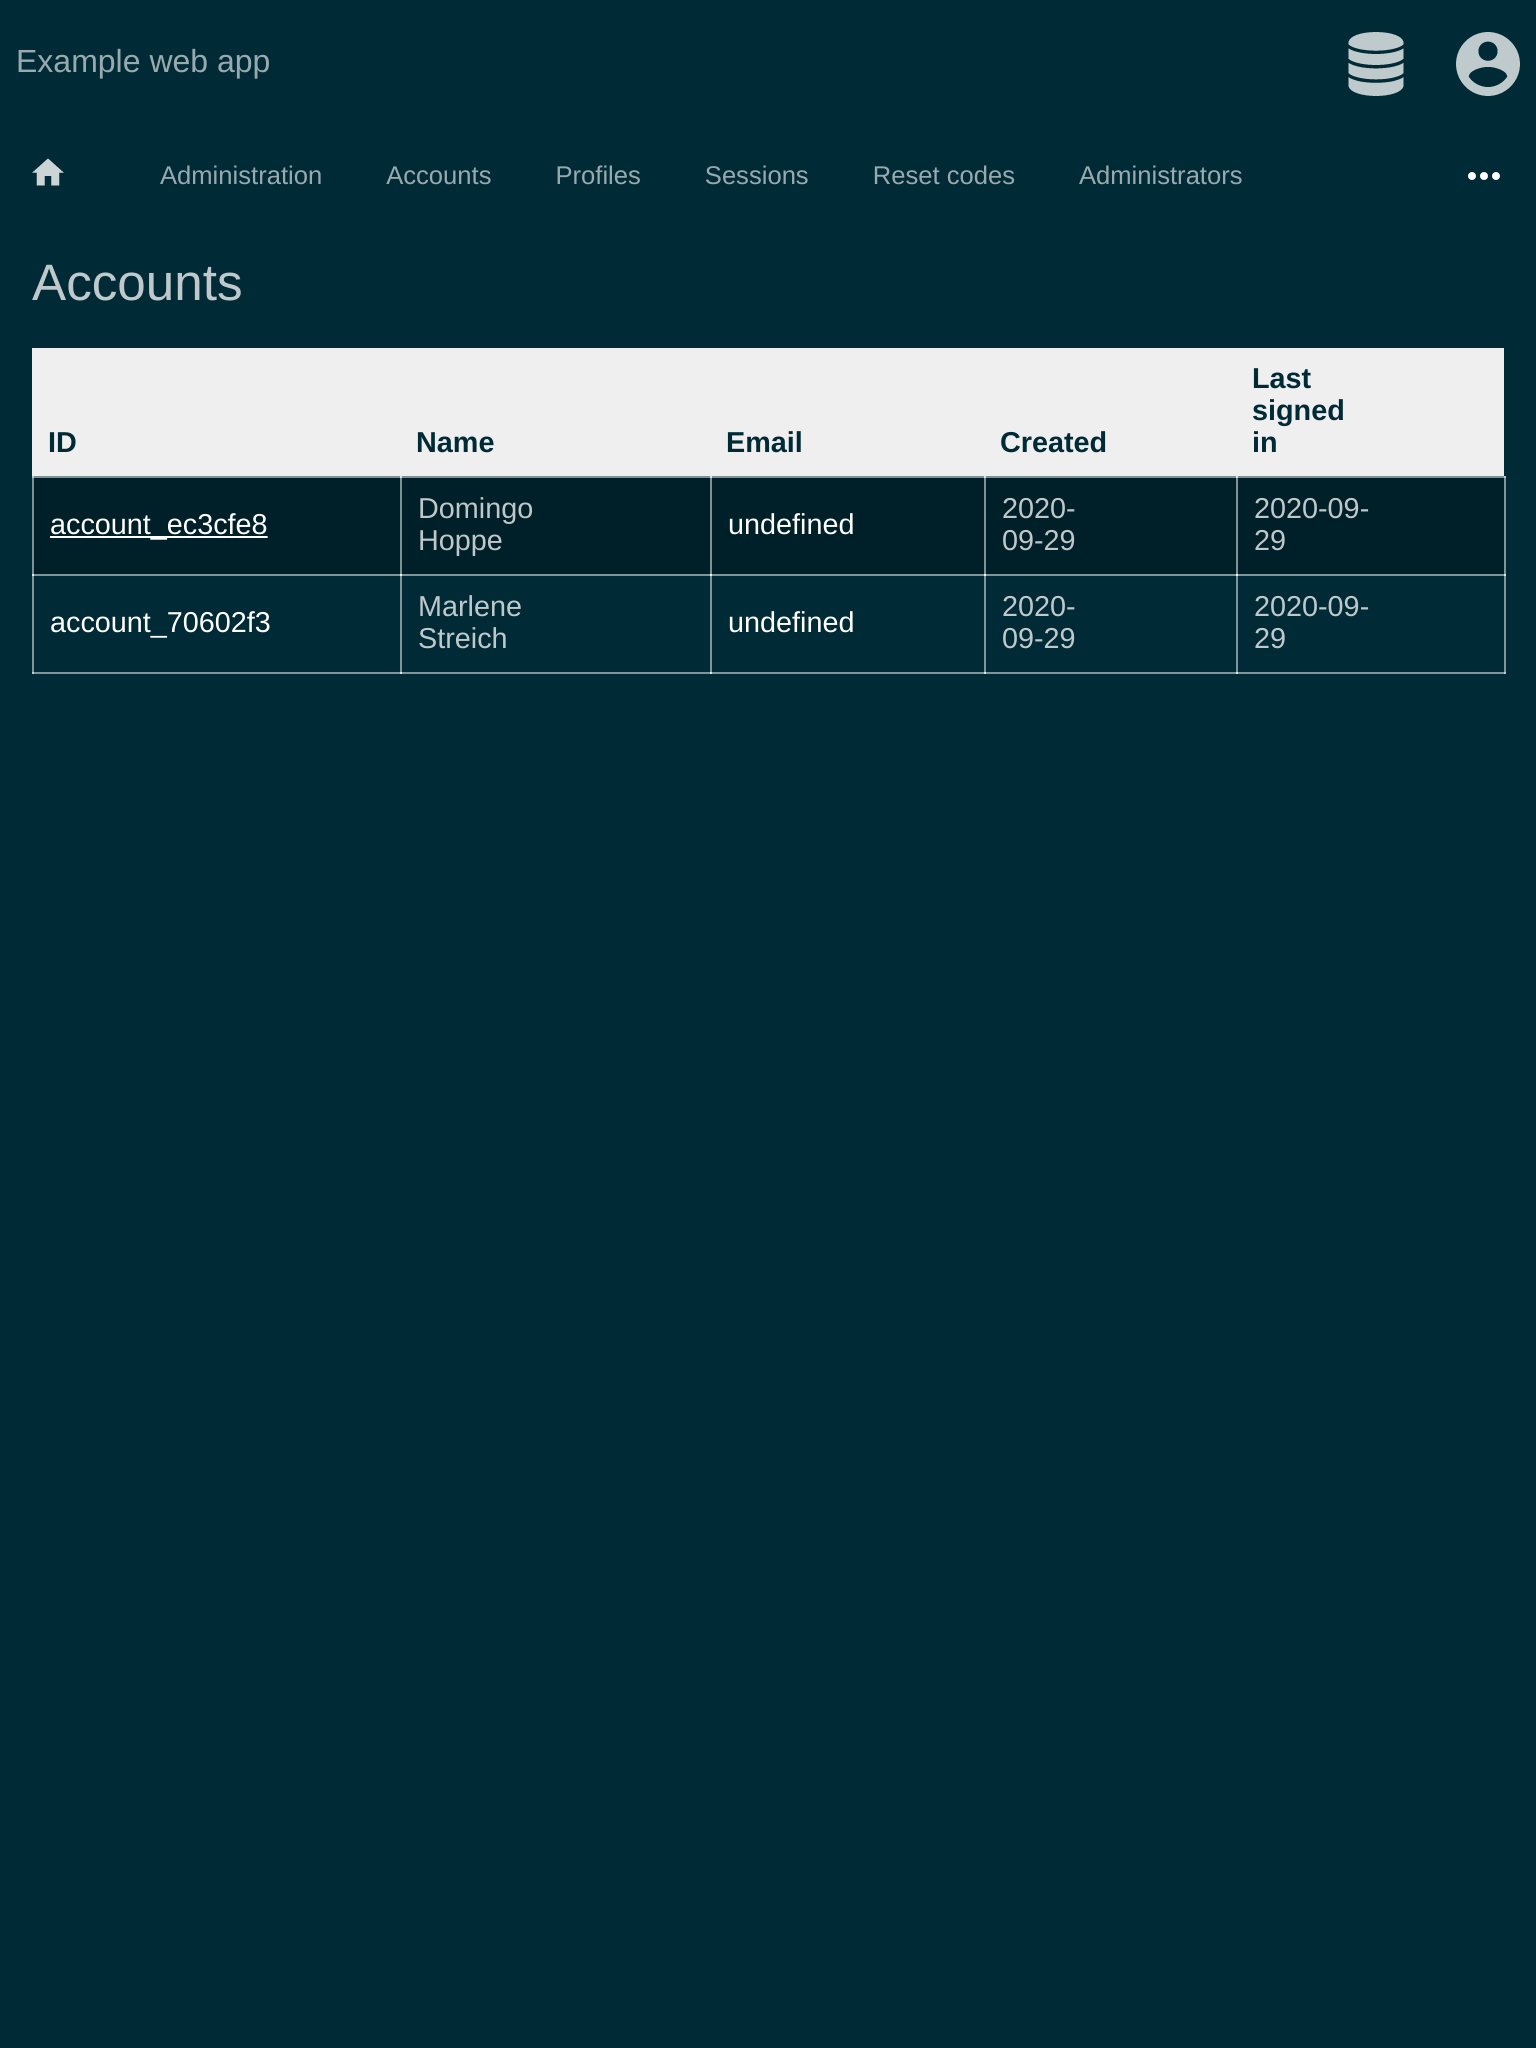 Example web app
Administration Accounts Profiles Sessions Reset codes Administrators
Accounts
ID Name Email Created Last signed in
account_ec3cfe8 Domingo Hoppe undefined 2020-09-29 2020-09-29
account_70602f3 Marlene Streich undefined 2020-09-29 2020-09-29